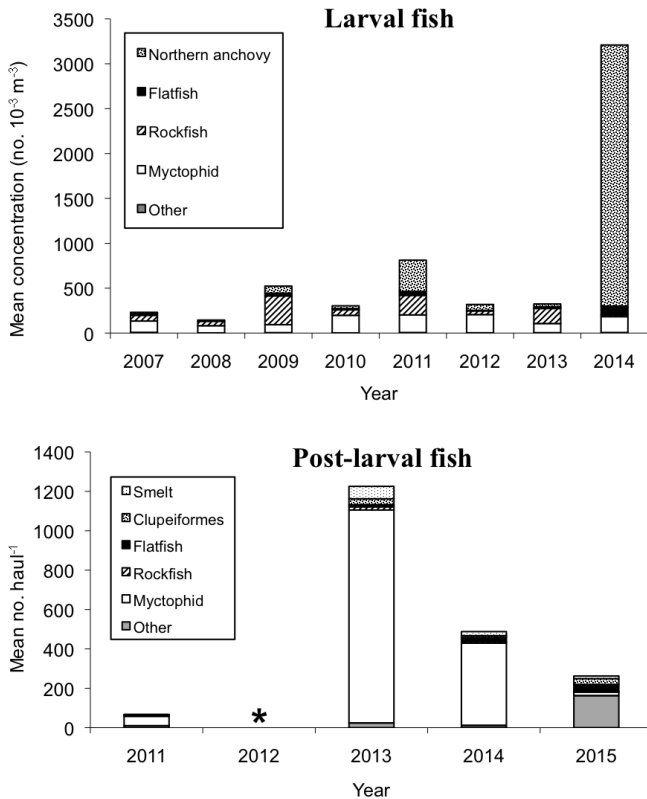 Larval fish
3500
3000
2500
2000
1500
1000
500
0
Mean concentration (no. 10⁻³ m⁻³)
Northern anchovy
Flatfish
Rockfish
Myctophid
Other
2007 2008 2009 2010 2011 2012 2013 2014
Year
Post-larval fish
1400
1200
1000
800
600
400
200
0
Mean no. haul⁻¹
Smelt
Clupeiformes
Flatfish
Rockfish
Myctophid
Other
*
2011 2012 2013 2014 2015
Year